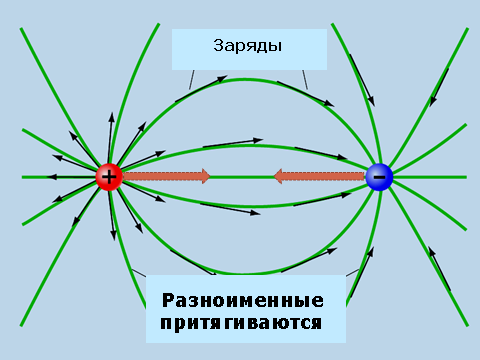 Заряды
+
-
Разноименные
притягиваются